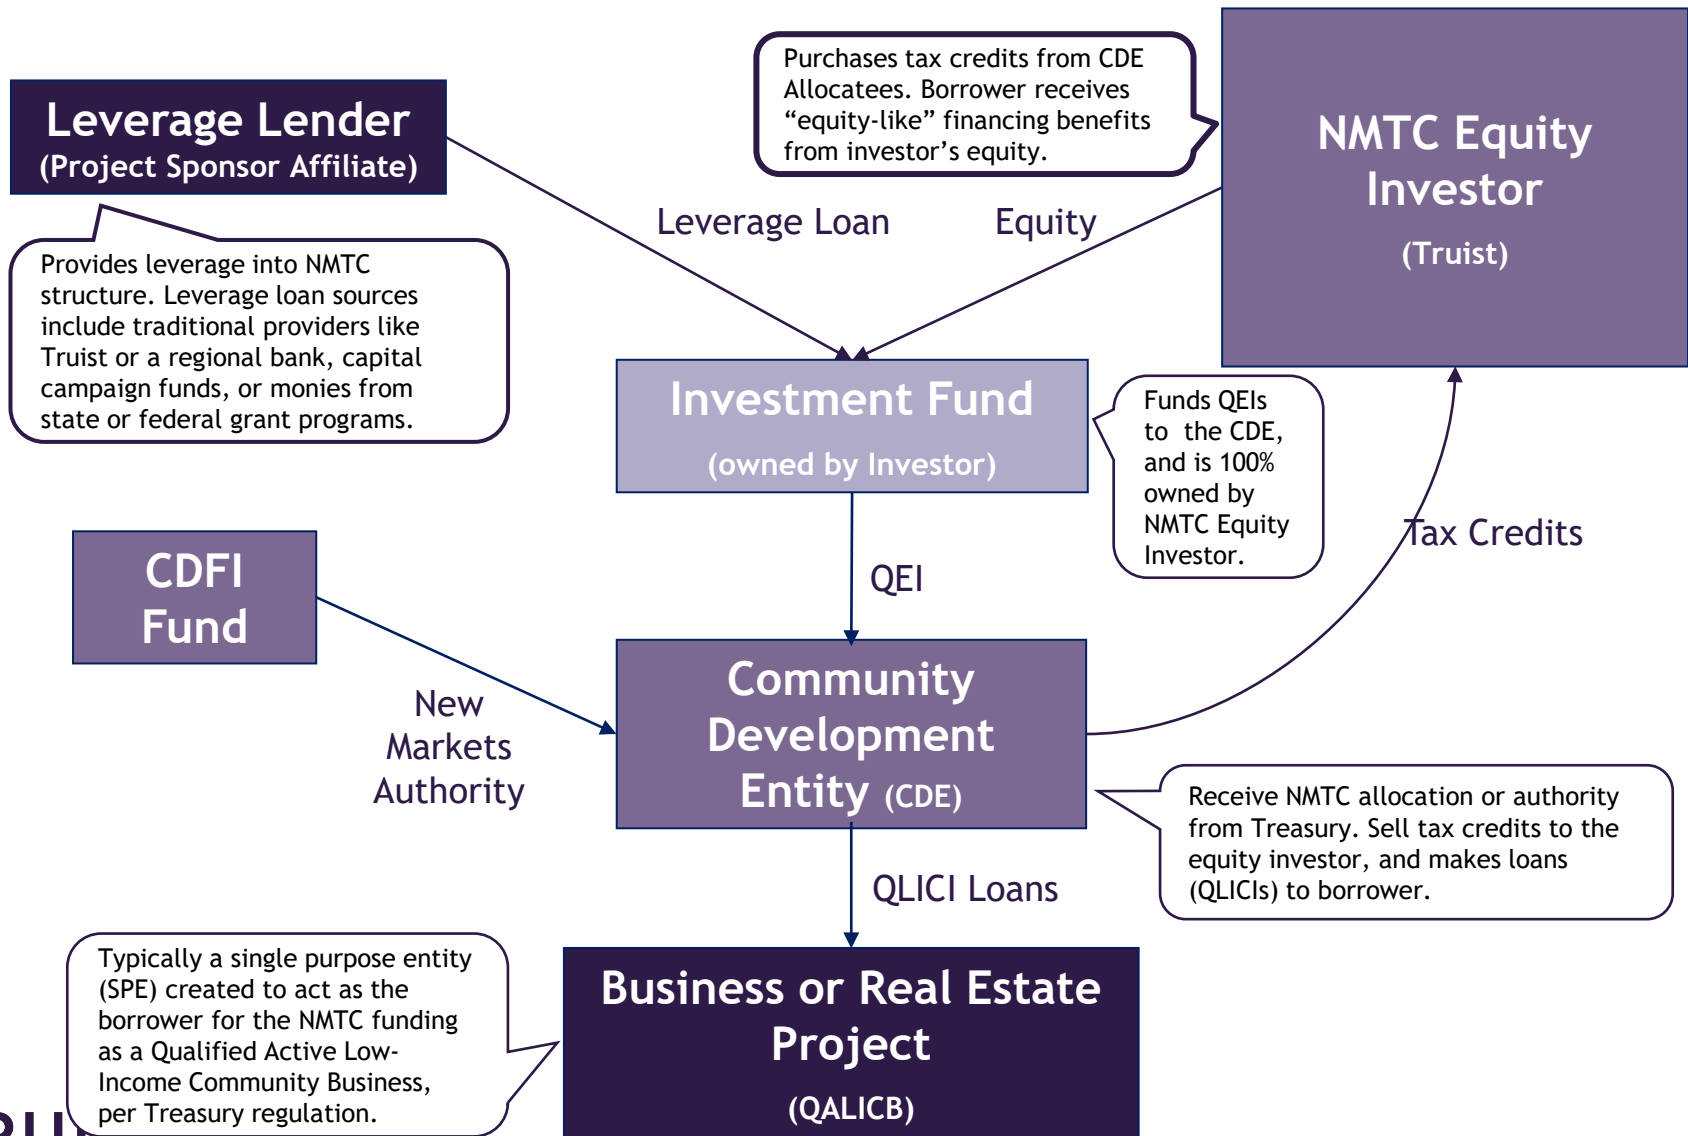 Purchases tax credits from CDE
Allocatees. Borrower receives
“equity-like” financing benefits
from investor’s equity.
Leverage Lender
(Project Sponsor Affiliate)
NMTC Equity
Investor
(Truist)
Leverage Loan
Equity
Provides leverage into NMTC
structure. Leverage loan sources
include traditional providers like
Truist or a regional bank, capital
campaign funds, or monies from
state or federal grant programs.
Investment Fund
(owned by Investor)
Funds QEIs
to the CDE,
and is 100%
owned by
NMTC Equity
Investor.
Tax Credits
CDFI
Fund
QEI
New
Markets
Authority
Community
Development
Entity (CDE)
Receive NMTC allocation or authority
from Treasury. Sell tax credits to the
equity investor, and makes loans
(QLICIs) to borrower.
QLICI Loans
Typically a single purpose entity
(SPE) created to act as the
borrower for the NMTC funding
as a Qualified Active Low-
Income Community Business,
per Treasury regulation.
Business or Real Estate
Project
(QALICB)